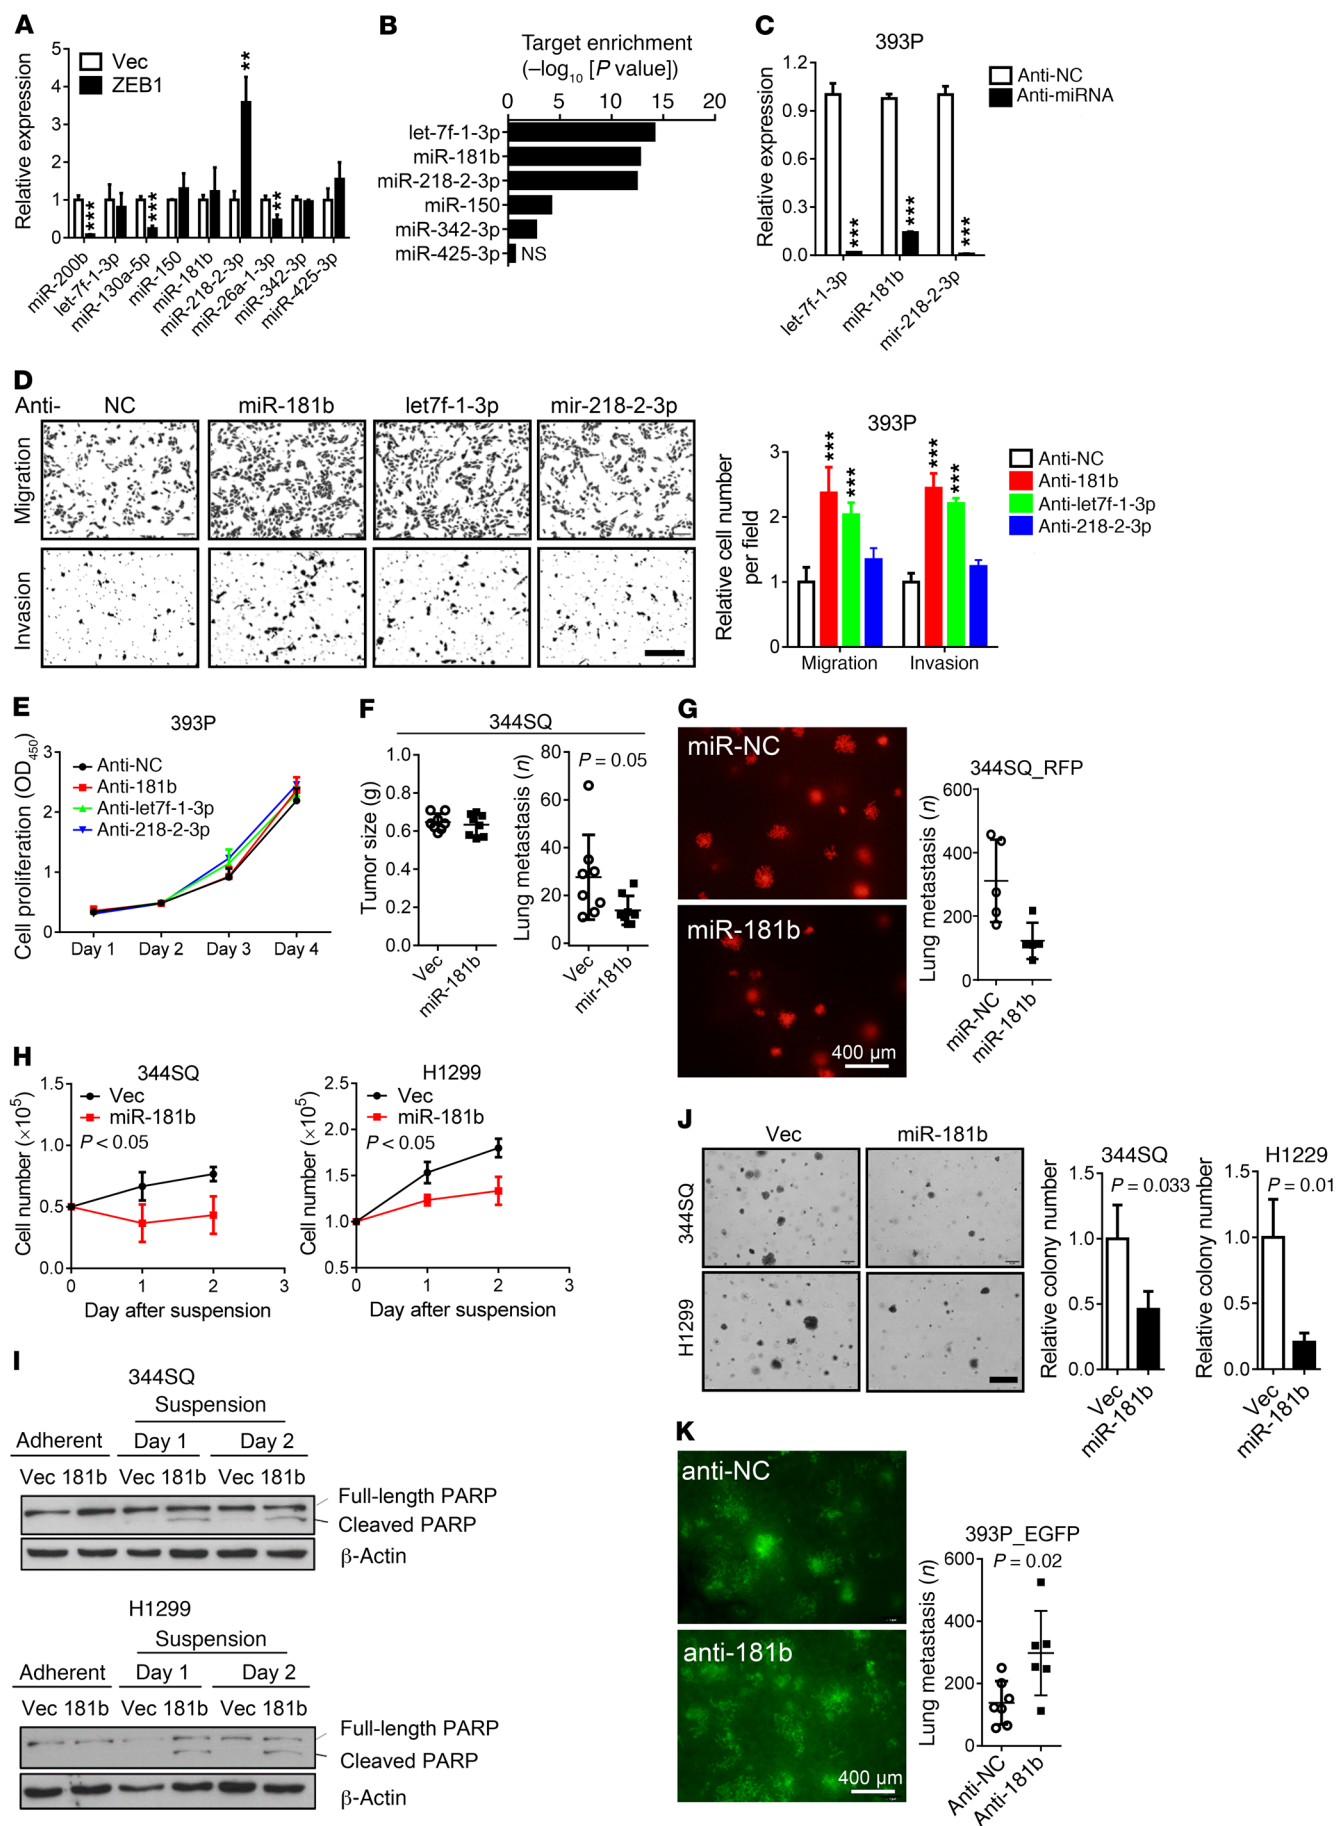 A
Relative expression
5
4
3
2
1
0
Vec
ZEB1
***
***
**
**
miR-200b
let-7f1-3p
miR-130a-5p
miR-150
miR-181b
miR-218-2-3p
miR-26a-1-3p
miR-342-3p
mirR-425-3p
B
Target enrichment
(–log10 [P value])
0 5 10 15 20
let-7f-1-3p
miR-181b
miR-218-2-3p
miR-150
miR-342-3p
miR-425-3p
NS
C
393P
Relative expression
1.2
0.9
0.6
0.3
0.0
Anti-NC
Anti-miRNA
*** *** ***
let-7f-1-3p
miR-181b
mir-218-2-3p
D
Anti- NC miR-181b let7f-1-3p mir-218-2-3p
Migration
Invasion
393P
Relative cell number
per field
3
2
1
0
*** *** *** ***
Migration Invasion
Anti-NC
Anti-181b
Anti-let7f-1-3p
Anti-218-2-3p
E
393P
Cell proliferation (OD450)
3
2
1
0
Anti-NC
Anti-181b
Anti-let7f-1-3p
Anti-218-2-3p
Day 1 Day 2 Day 3 Day 4
F
344SQ
Tumor size (g)
1.0
0.8
0.6
0.4
0.2
0.0
Vec
miR-181b
Lung metastasis (n)
80
60
40
20
0
P = 0.05
Vec
mir-181b
G
miR-NC
miR-181b
400 µm
344SQ_RFP
Lung metastasis (n)
600
400
200
0
miR-NC
miR-181b
H
344SQ
Cell number (×10⁵)
1.5
1.0
0.5
0.0
Vec
miR-181b
P < 0.05
0 1 2 3
Day after suspension
H1299
Cell number (×10⁵)
2.5
2.0
1.5
1.0
0.5
Vec
miR-181b
P < 0.05
0 1 2 3
Day after suspension
J
Vec miR-181b
344SQ
H1299
344SQ
Relative colony number
1.5
1.0
0.5
0.0
P = 0.033
Vec
miR-181b
H1229
Relative colony number
1.5
1.0
0.5
0.0
P = 0.01
Vec
miR-181b
I
344SQ
Suspension
Adherent Day 1 Day 2
Vec 181b Vec 181b Vec 181b
Full-length PARP
Cleaved PARP
β-Actin
H1299
Suspension
Adherent Day 1 Day 2
Vec 181b Vec 181b Vec 181b
Full-length PARP
Cleaved PARP
β-Actin
K
anti-NC
anti-181b
400 µm
393P_EGFP
P = 0.02
Lung metastasis (n)
600
400
200
0
Anti-NC
Anti-181b